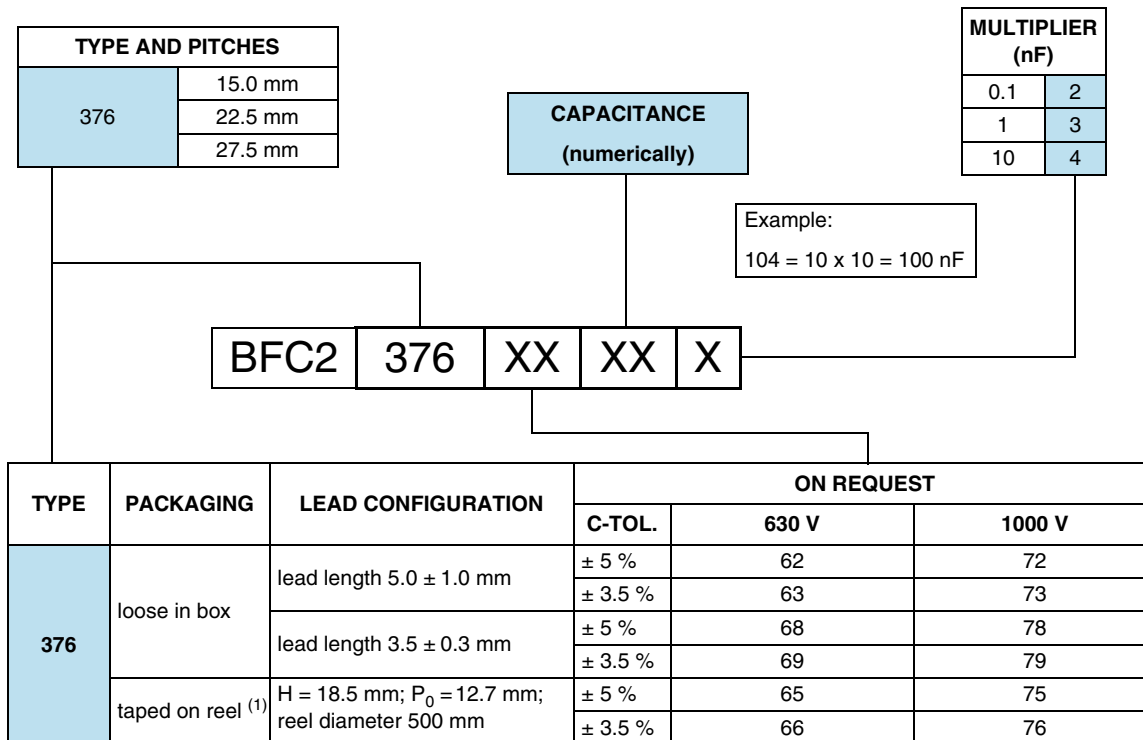 TYPE AND PITCHES
376
15.0 mm
22.5 mm
27.5 mm
CAPACITANCE
(numerically)
MULTIPLIER
(nF)
0.1 2
1 3
10 4
Example:
104 = 10 x 10 = 100 nF
BFC2 376 XX XX X
TYPE PACKAGING LEAD CONFIGURATION ON REQUEST
C-TOL. 630 V 1000 V
376
loose in box
lead length 5.0 ± 1.0 mm
± 5 % 62 72
± 3.5 % 63 73
lead length 3.5 ± 0.3 mm
± 5 % 68 78
± 3.5 % 69 79
taped on reel (1)
H = 18.5 mm; P0 = 12.7 mm;
reel diameter 500 mm
± 5 % 65 75
± 3.5 % 66 76